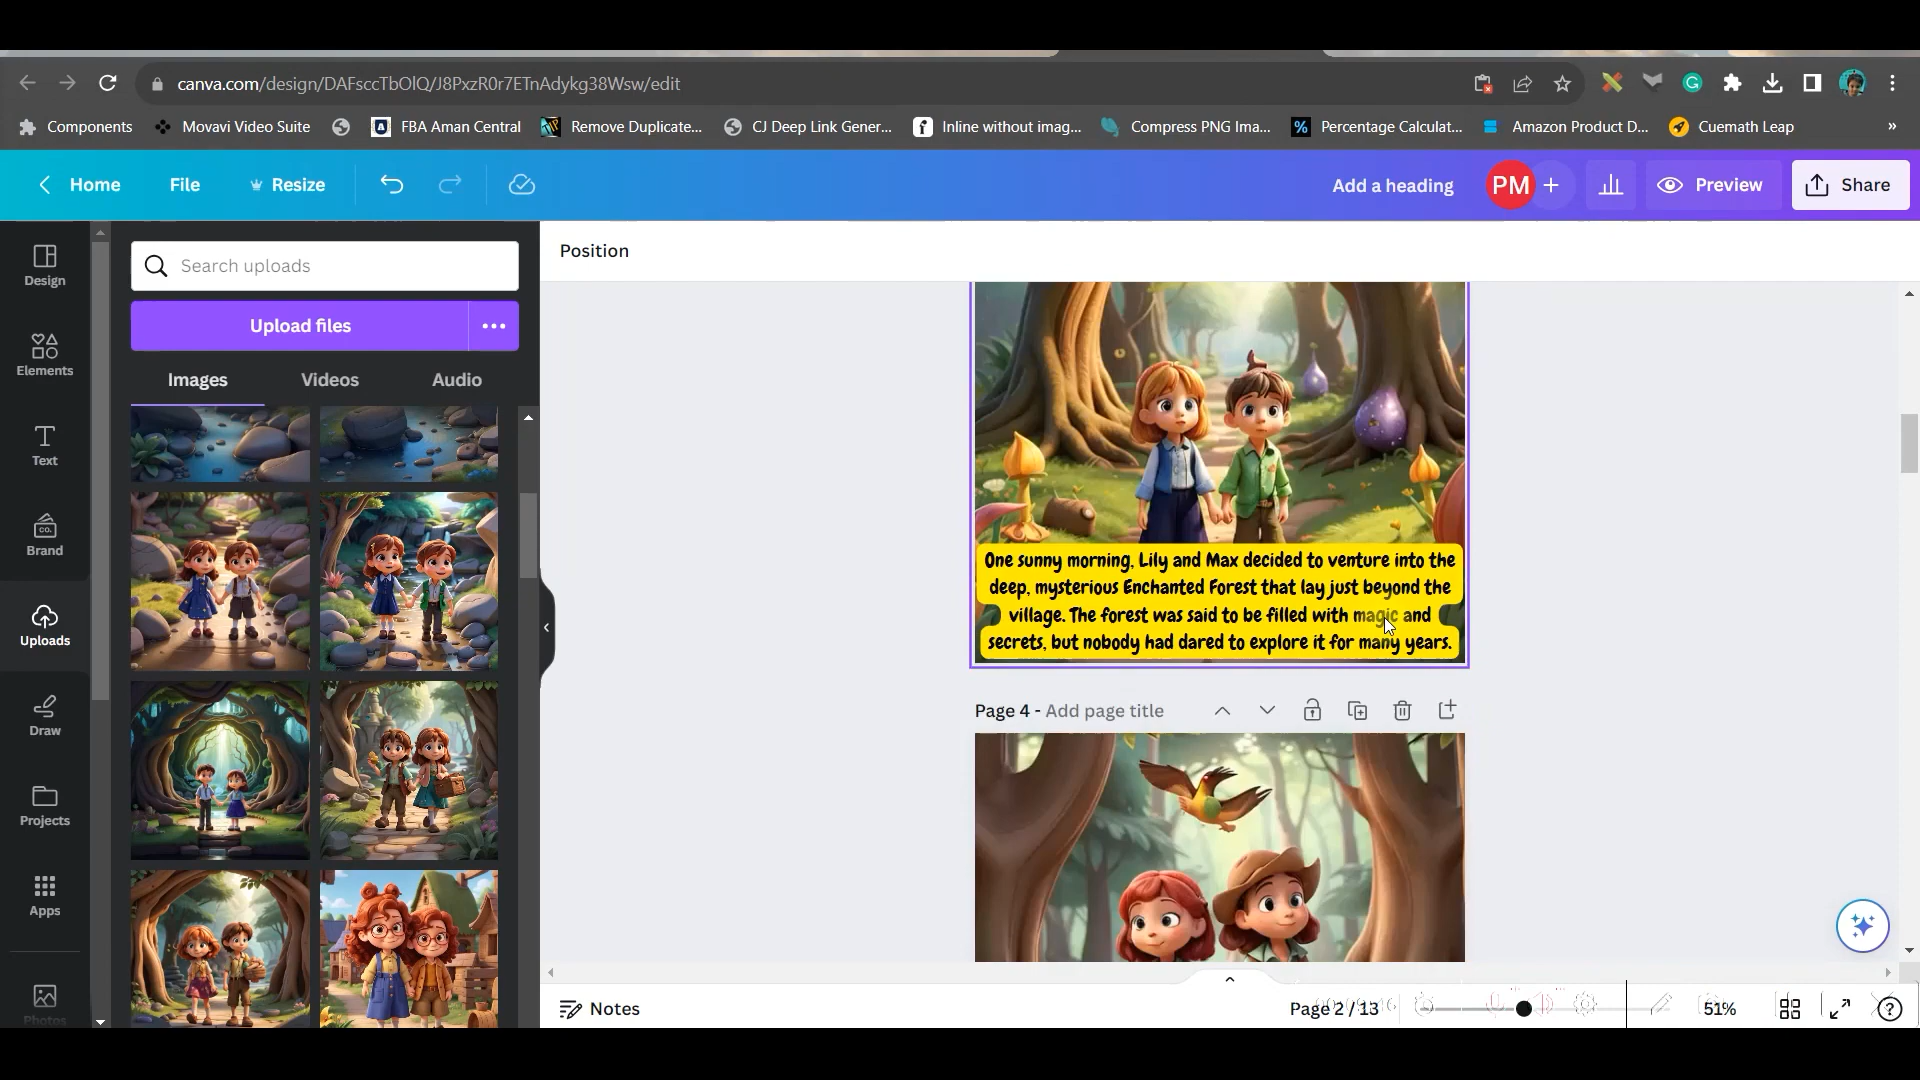 canva.com/design/DAFsccTbOlQ/J8PxzR0r7ETnAdykg38Wsw/edit
Components
Movavi Video Suite
FBA Aman Central
Remove Duplicate...
CJ Deep Link Gener...
Inline without imag...
Compress PNG Ima...
Percentage Calculat...
Amazon Product D...
Cuemath Leap
»
Home
File
Resize
Add a heading
PM
Preview
Share
Design
Elements
Text
Brand
Uploads
Draw
Projects
Apps
Photos
Search uploads
Upload files
Images
Videos
Audio
Position
One sunny morning, Lily and Max decided to venture into the
deep, mysterious Enchanted Forest that lay just beyond the
village. The forest was said to be filled with magic and
secrets, but nobody had dared to explore it for many years.
Page 4 - Add page title
Notes
Page 2 / 13
51%